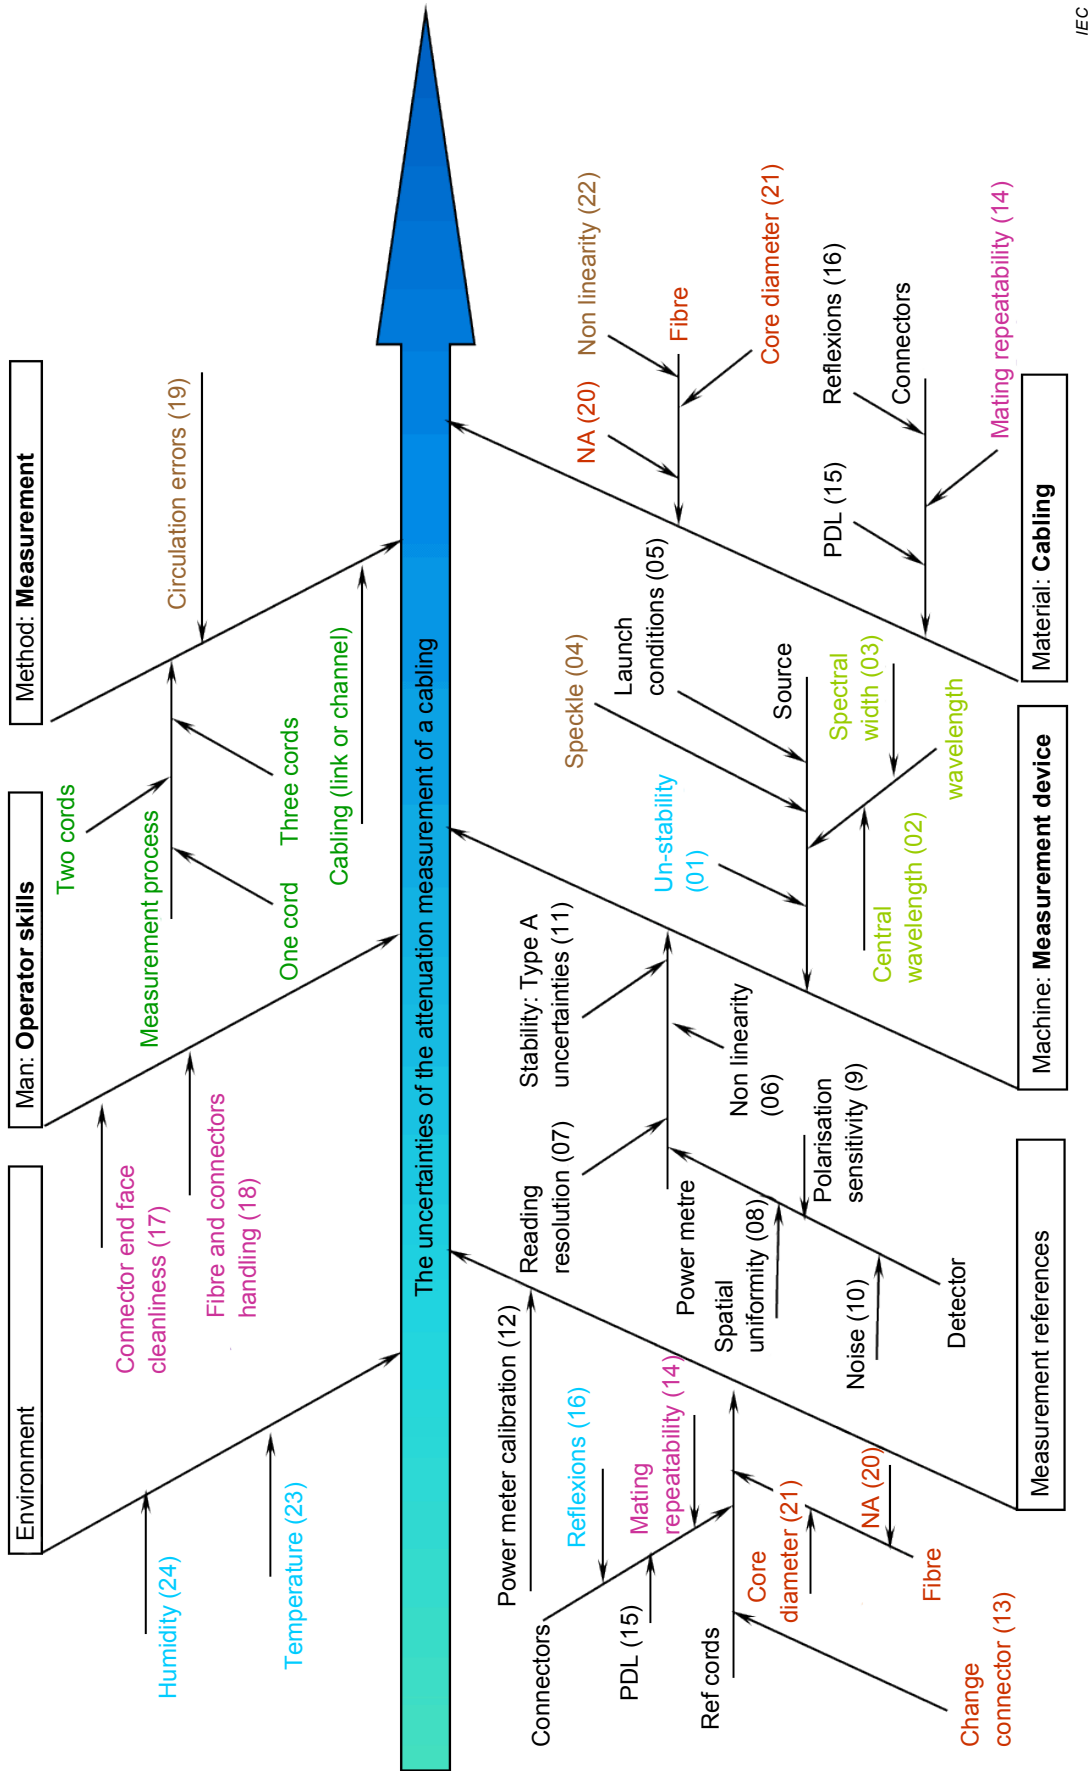 Environment
Man: Operator skills
Method: Measurement
Humidity (24)
Temperature (23)
Connector end face
cleanliness (17)
Fibre and connectors
handling (18)
Two cords
Measurement process
One cord
Three cords
Cabling (link or channel)
Circulation errors (19)
The uncertainties of the attenuation measurement of a cabling
Power meter calibration (12)
Connectors
Reflexions (16)
PDL (15)
Mating
repeatability (14)
Ref cords
Core
diameter (21)
NA (20)
Fibre
Change
connector (13)
Reading
resolution (07)
Stability: Type A
uncertainties (11)
Power metre
Non linearity
(06)
Spatial
uniformity (08)
Polarisation
sensitivity (9)
Noise (10)
Detector
Un-stability
(01)
Speckle (04)
Launch
conditions (05)
Source
Central
wavelength (02)
Spectral
width (03)
wavelength
NA (20)
Non linearity (22)
Fibre
Core diameter (21)
PDL (15)
Reflexions (16)
Connectors
Mating repeatability (14)
Measurement references
Machine: Measurement device
Material: Cabling
IEC